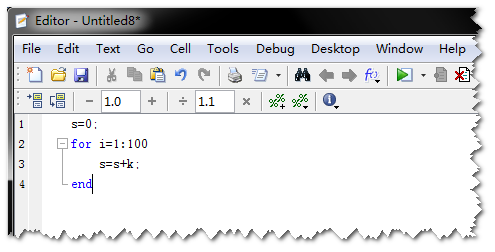 Editor - Untitled8*
File Edit Text Go Cell Tools Debug Desktop Window Help
1.0 1.1
1 s=0;
2 for i=1:100
3 s=s+k;
4 end